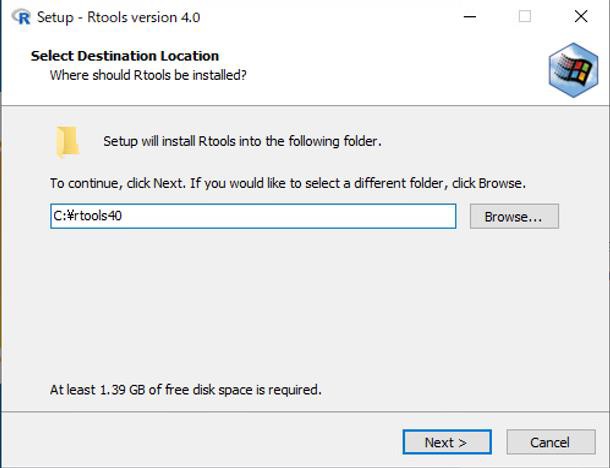 Setup - Rtools version 4.0
Select Destination Location
Where should Rtools be installed?
Setup will install Rtools into the following folder.
To continue, click Next. If you would like to select a different folder, click Browse.
C:¥rtools40
Browse...
At least 1.39 GB of free disk space is required.
Next >
Cancel